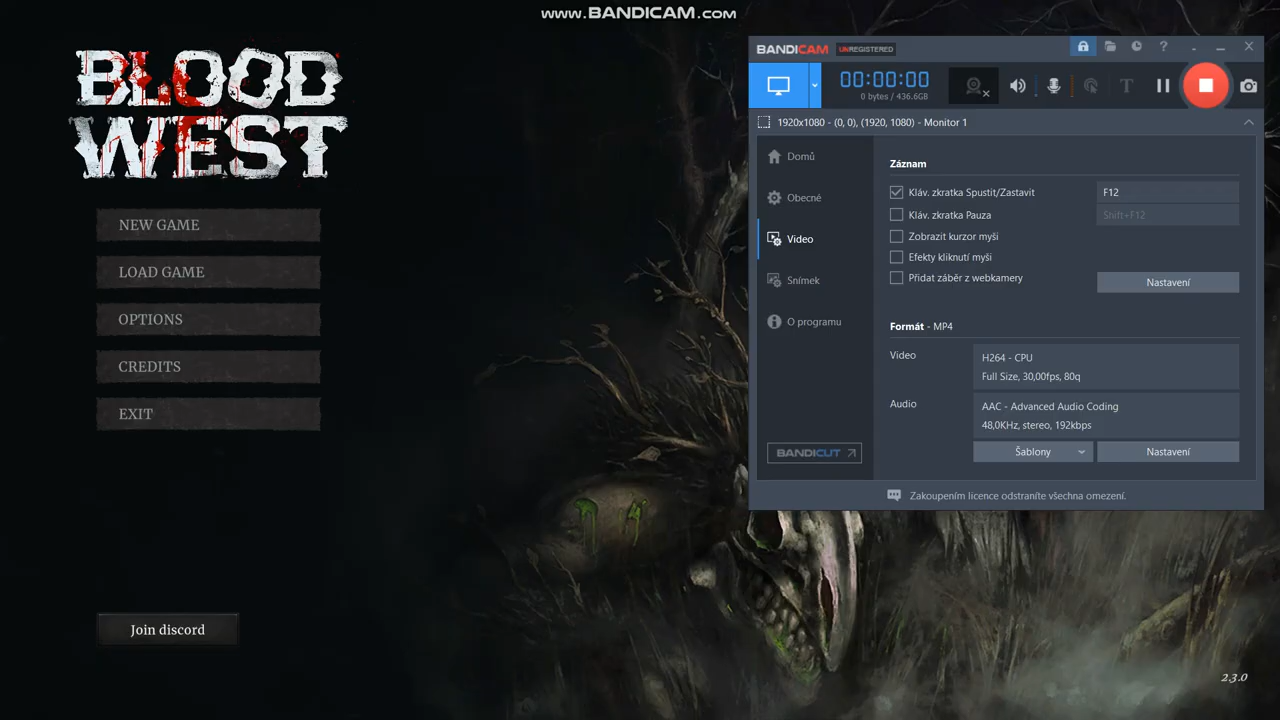 www.BANDICAM.com
BLOOD
WEST
NEW GAME
LOAD GAME
OPTIONS
CREDITS
EXIT
Join discord
2.3.0
BANDICAM UNREGISTERED
00:00:00
0 bytes / 436.6GB
1920x1080 - (0, 0), (1920, 1080) - Monitor 1
Domů
Obecné
Video
Snímek
O programu
BANDICUT
Záznam
Kláv. zkratka Spustit/Zastavit F12
Kláv. zkratka Pauza Shift+F12
Zobrazit kurzor myši
Efekty kliknutí myši
Přidat záběr z webkamery Nastavení
Formát - MP4
Video H264 - CPU
Full Size, 30,00fps, 80q
Audio AAC - Advanced Audio Coding
48,0KHz, stereo, 192kbps
Šablony Nastavení
Zakoupením licence odstraníte všechna omezení.